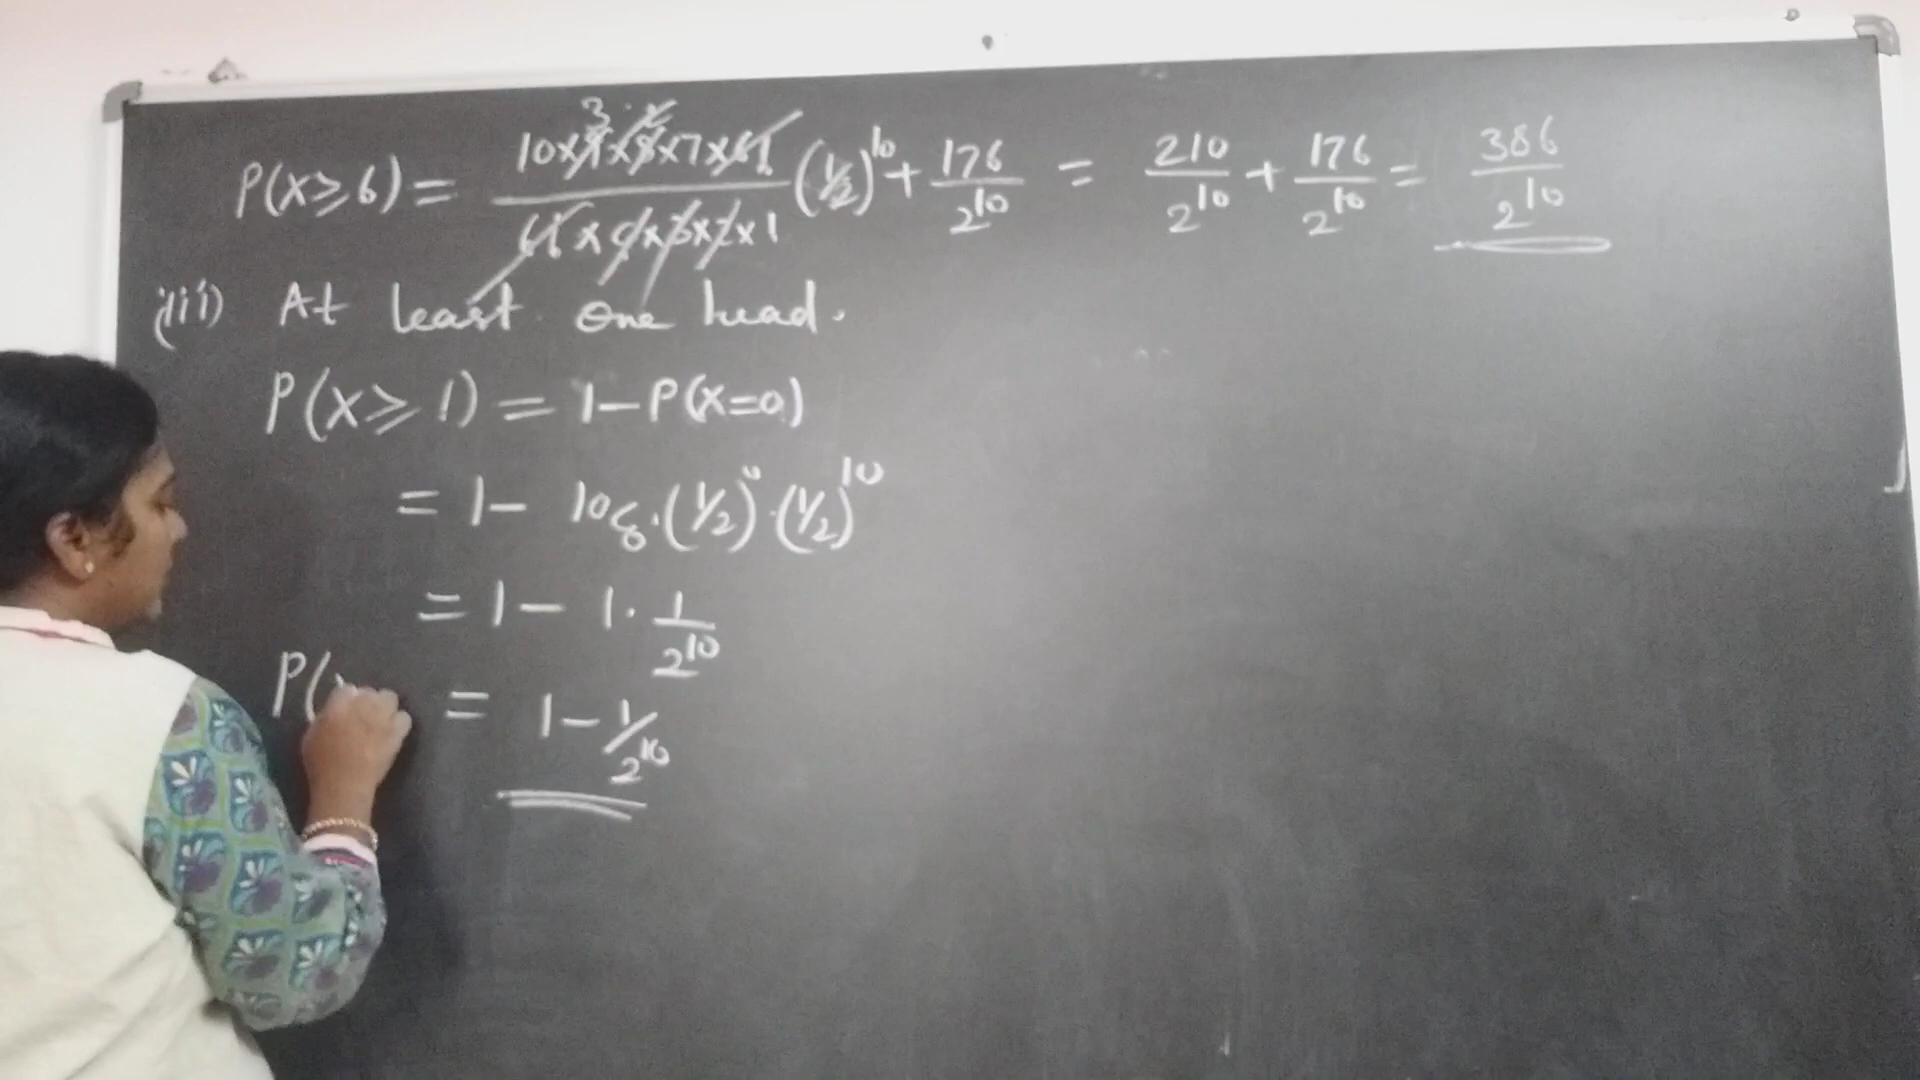 P(x≥6) = 10×9×8×7×6! / 6!×4×3×2×1 (1/2)^10 + 176/2^10 = 210/2^10 + 176/2^10 = 386/2^10
(iii) At least one head.
P(x≥1) = 1-P(x=0)
= 1- 10C0.(1/2)^0.(1/2)^10
= 1- 1. 1/2^10
P( = 1- 1/2^10